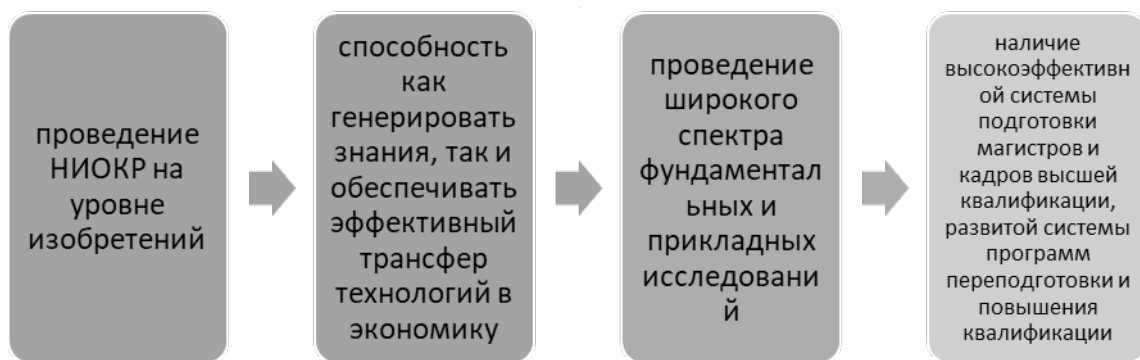 проведение
НИОКР на
уровне
изобретений
способность
как
генерировать
знания, так и
обеспечивать
эффективный
трансфер
технологий в
экономику
проведение
широкого
спектра
фундаментал
ьных и
прикладных
исследовани
й
наличие
высокоэффективн
ой системы
подготовки
магистров и
кадров высшей
квалификации,
развитой системы
программ
переподготовки и
повышения
квалификации